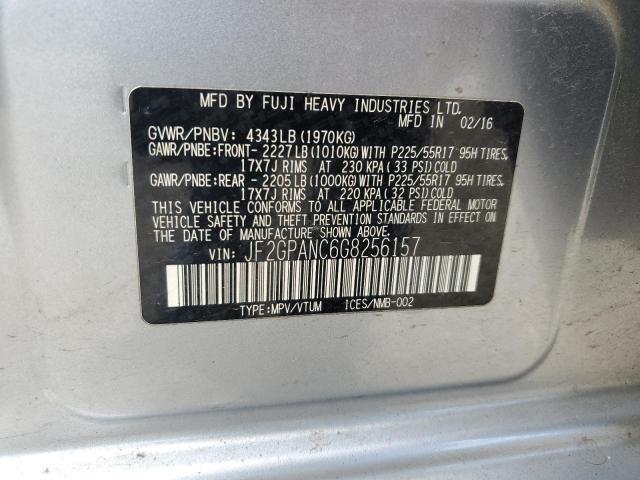 MFD BY FUJI HEAVY INDUSTRIES LTD.
MFD IN 02/16
GVWR/PNBV: 4343LB(1970KG)
GAWR/PNBE:FRONT- 2227LB(1010KG)WITH P225/55R17 95H TIRES,
17X7J RIMS AT 230 KPA(33 PSI)COLD
GAWR/PNBE:REAR - 2205LB(1000KG)WITH P225/55R17 95H TIRES,
17X7J RIMS AT 220 KPA(32 PSI)COLD
THIS VEHICLE CONFORMS TO ALL APPLICABLE FEDERAL MOTOR
VEHICLE SAFETY AND THEFT PREVENTION STANDARDS IN EFFECT ON
THE DATE OF MANUFACTURE SHOWN ABOVE.
VIN: JF2GPANC6G8256157
TYPE:MPV/VTUM ICES/NMB-002